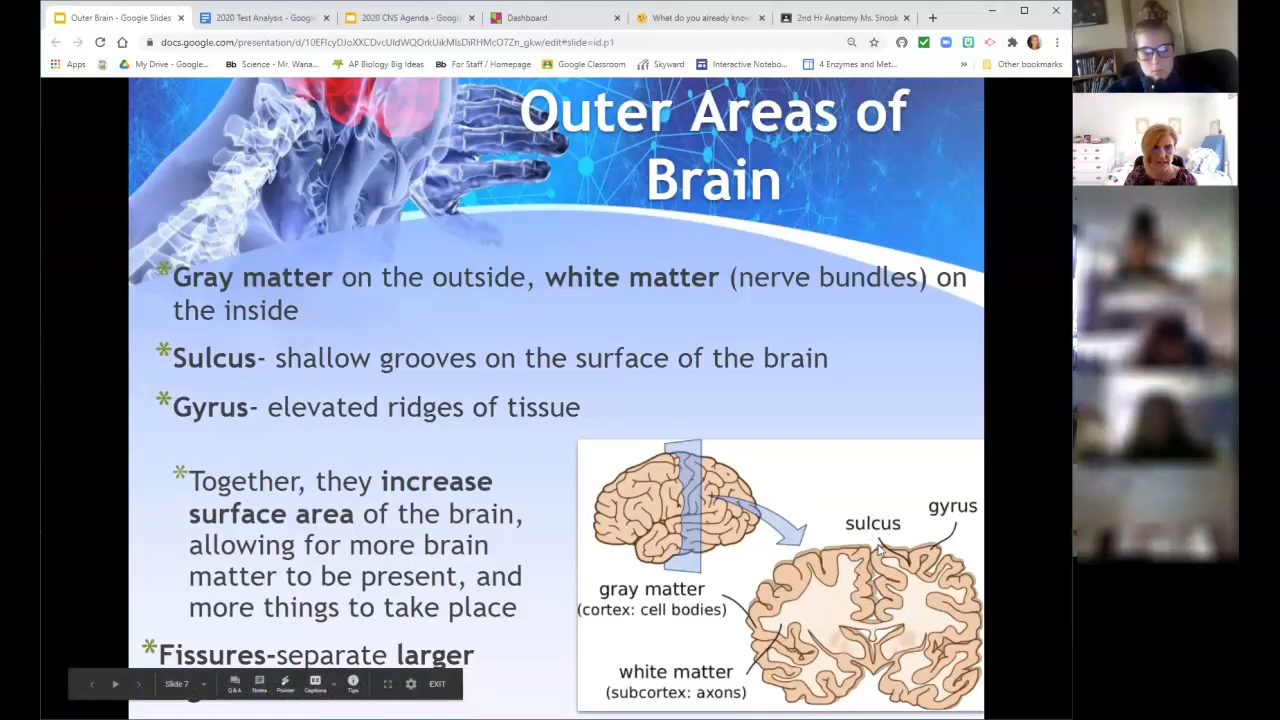 Outer Brain - Google Slides
2020 Test Analysis - Goog
2020 CNS Agenda - Googl
Dashboard
What do you already kno
2nd Hr Anatomy Ms. Snook
Apps
My Drive - Google...
Science - Mr. Wana...
AP Biology Big Ideas
For Staff / Homepage
Google Classroom
Skyward
Interactive Notebo...
4 Enzymes and Met...
»
Other bookmarks
Outer Areas of
Brain
*Gray matter on the outside, white matter (nerve bundles) on
the inside
*Sulcus- shallow grooves on the surface of the brain
*Gyrus- elevated ridges of tissue
*Together, they increase
surface area of the brain,
allowing for more brain
matter to be present, and
more things to take place
*Fissures-separate larger
gyrus
sulcus
gray matter
(cortex: cell bodies)
white matter
(subcortex: axons)
Slide 7
Q&A
Notes
Pointer
Captions
Tips
EXIT